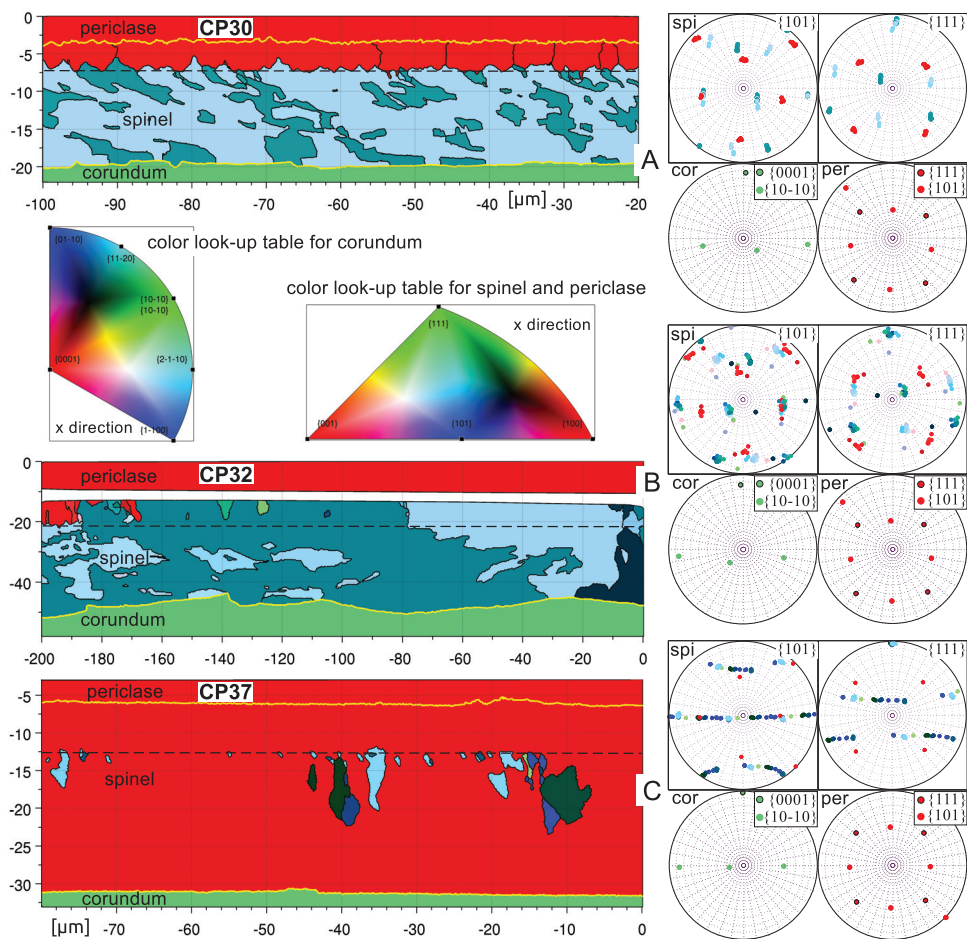 periclase
CP30
spinel
corundum
0
-5
-10
-15
-20
-100 -90 -80 -70 -60 -50 -40 [µm] -30 -20
A
spi {101} {111}
cor {0001} {10-10}
per {111} {101}
color look-up table for corundum
{01-10}
{11-20}
{10-10}
{10-10}
{0001}
{2-1-10}
{1-100}
x direction
color look-up table for spinel and periclase
x direction
{111}
{001} {101} {100}
periclase
CP32
spinel
corundum
0
-20
-40
-200 -180 -160 -140 -120 -100 -80 -60 -40 -20 0
B
spi {101} {111}
cor {0001} {10-10}
per {111} {101}
periclase
CP37
spinel
corundum
-5
-10
-15
-20
-25
-30
[µm] -70 -60 -50 -40 -30 -20 -10 0
C
spi {101} {111}
cor {0001} {10-10}
per {111} {101}